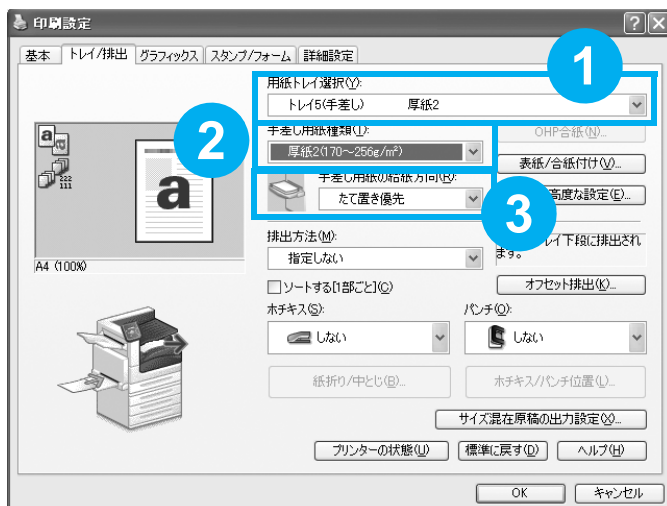 印刷設定
基本 トレイ/排出 グラフィックス スタンプ/フォーム 詳細設定
1
用紙トレイ選択(Y):
トレイ5(手差し) 厚紙2
2
手差し用紙種類(T):
厚紙2(170～256g/m²)
OHP合紙(N)...
表紙/合紙付け(V)...
手差し用紙の給紙方向(R):
たて置き優先
高度な設定(E)...
3
a
a
222
111
a
A4 (100%)
排出方法(M):
指定しない
トレイ下段に排出され
ます。
ソートする[1部ごと](C)
オフセット排出(K)...
ホチキス(S):
パンチ(O):
しない
しない
紙折り/中とじ(B)...
ホチキス/パンチ位置(L)...
サイズ混在原稿の出力設定(X)...
プリンターの状態(U) 標準に戻す(D) ヘルプ(H)
OK キャンセル